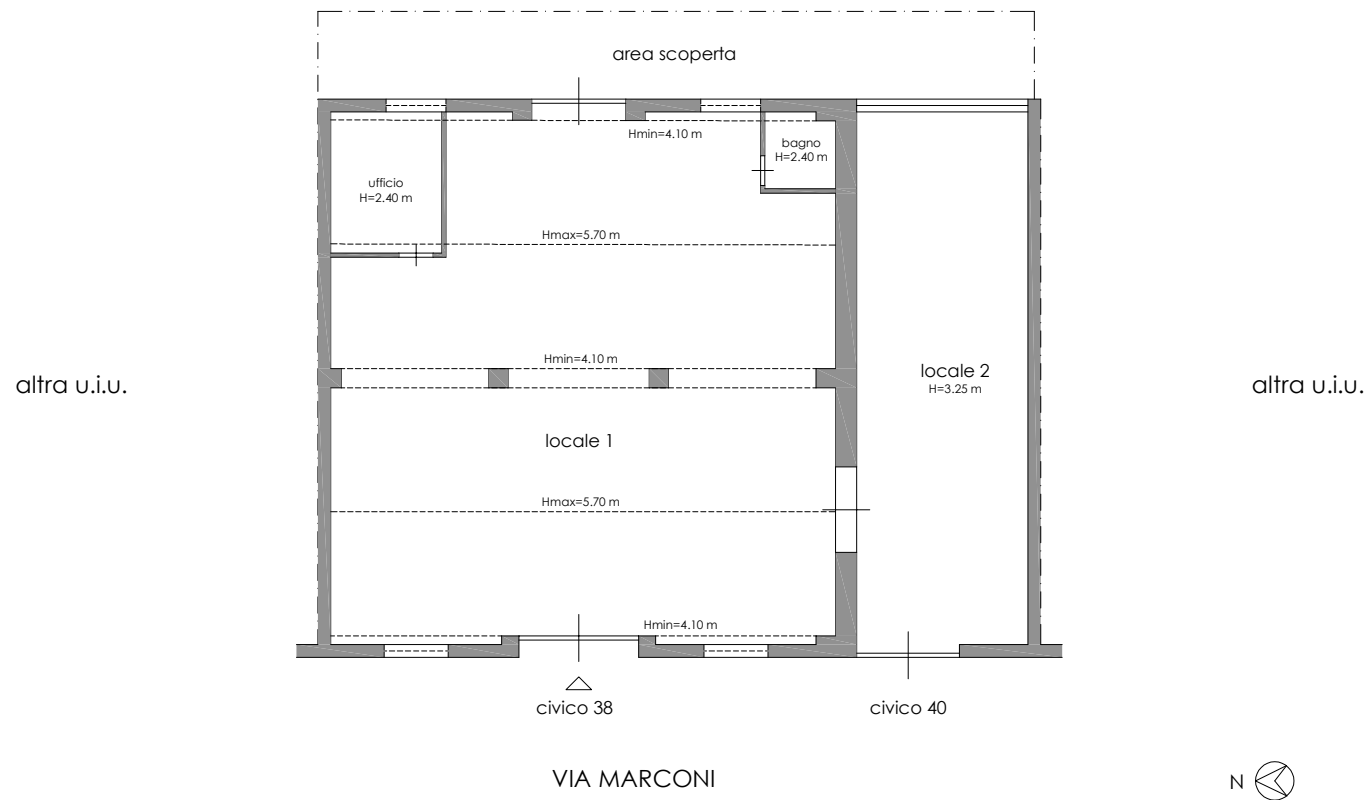 area scoperta
Hmin=4.10 m
bagno
H=2.40 m
ufficio
H=2.40 m
Hmax=5.70 m
Hmin=4.10 m
altra u.i.u.
locale 2
H=3.25 m
altra u.i.u.
locale 1
Hmax=5.70 m
Hmin=4.10 m
civico 38
civico 40
VIA MARCONI
N